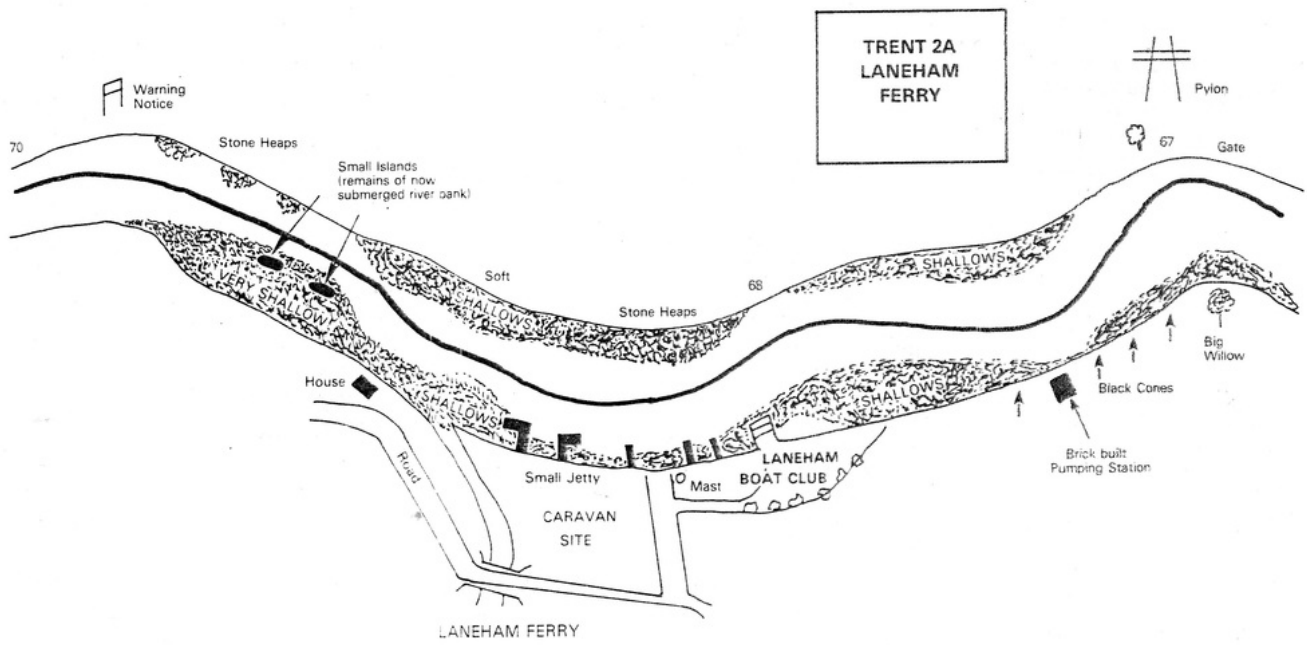 TRENT 2A
LANEHAM
FERRY
Warning
Notice
Pylon
70
Stone Heaps
67
Gate
Small Islands
(remains of now
submerged river bank)
Soft
SHALLOWS
68
SHALLOWS
Stone Heaps
VERY SHALLOW
Big
Willow
House
SHALLOWS
SHALLOWS
Black Cones
Road
Small Jetty
Mast
LANEHAM
BOAT CLUB
Brick built
Pumping Station
CARAVAN
SITE
LANEHAM FERRY